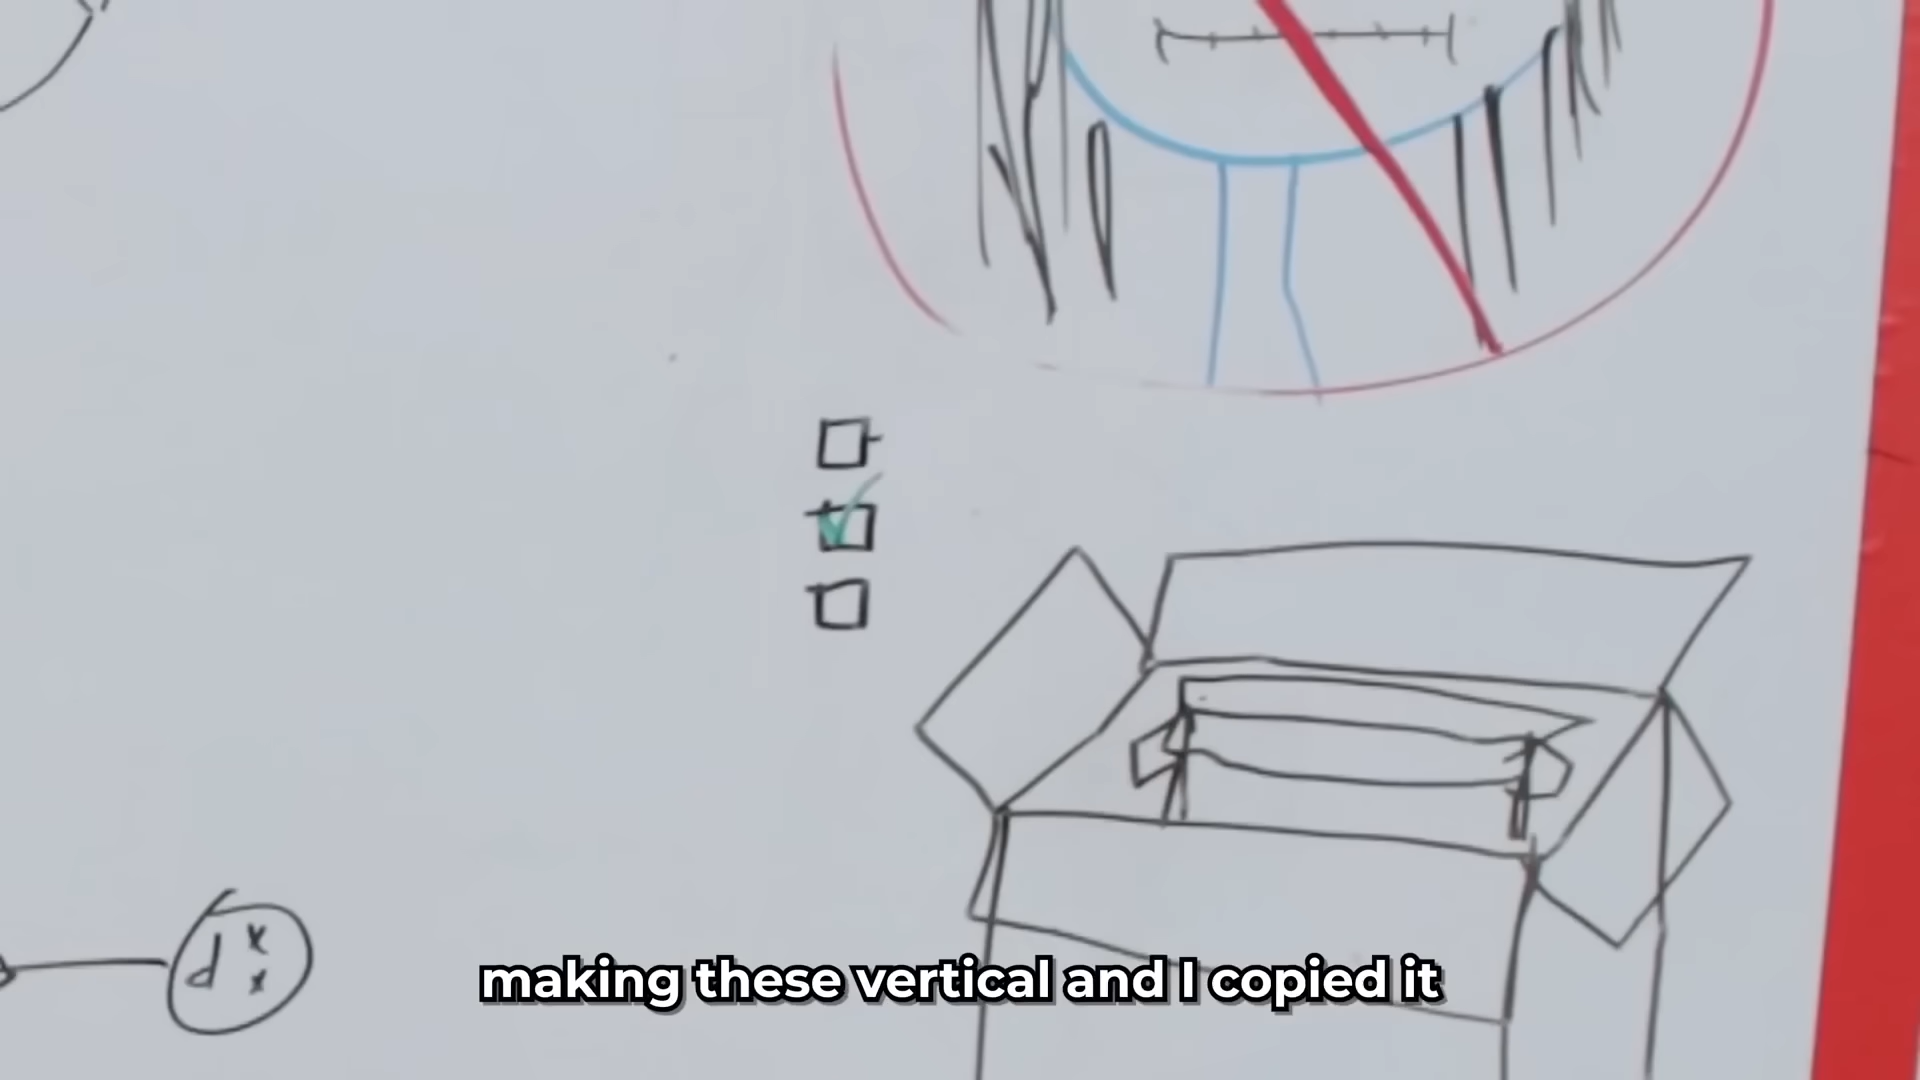 d x
x
making these vertical and I copied it